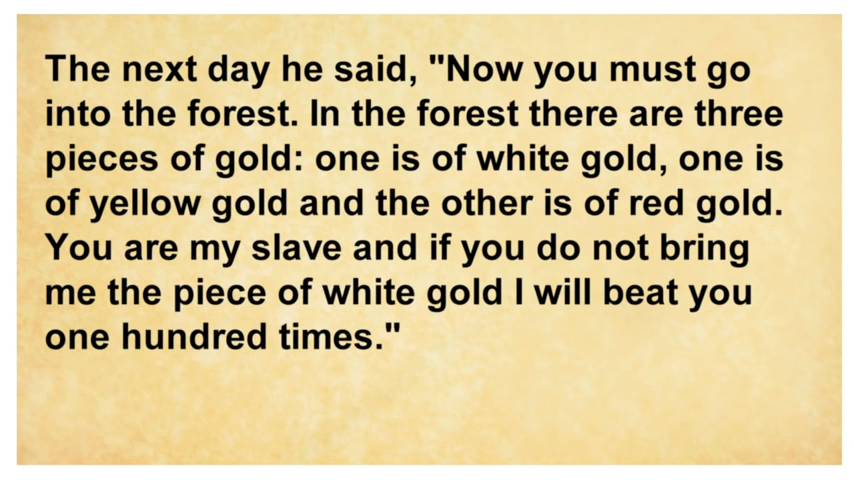 The next day he said, "Now you must go
into the forest. In the forest there are three
pieces of gold: one is of white gold, one is
of yellow gold and the other is of red gold.
You are my slave and if you do not bring
me the piece of white gold I will beat you
one hundred times."